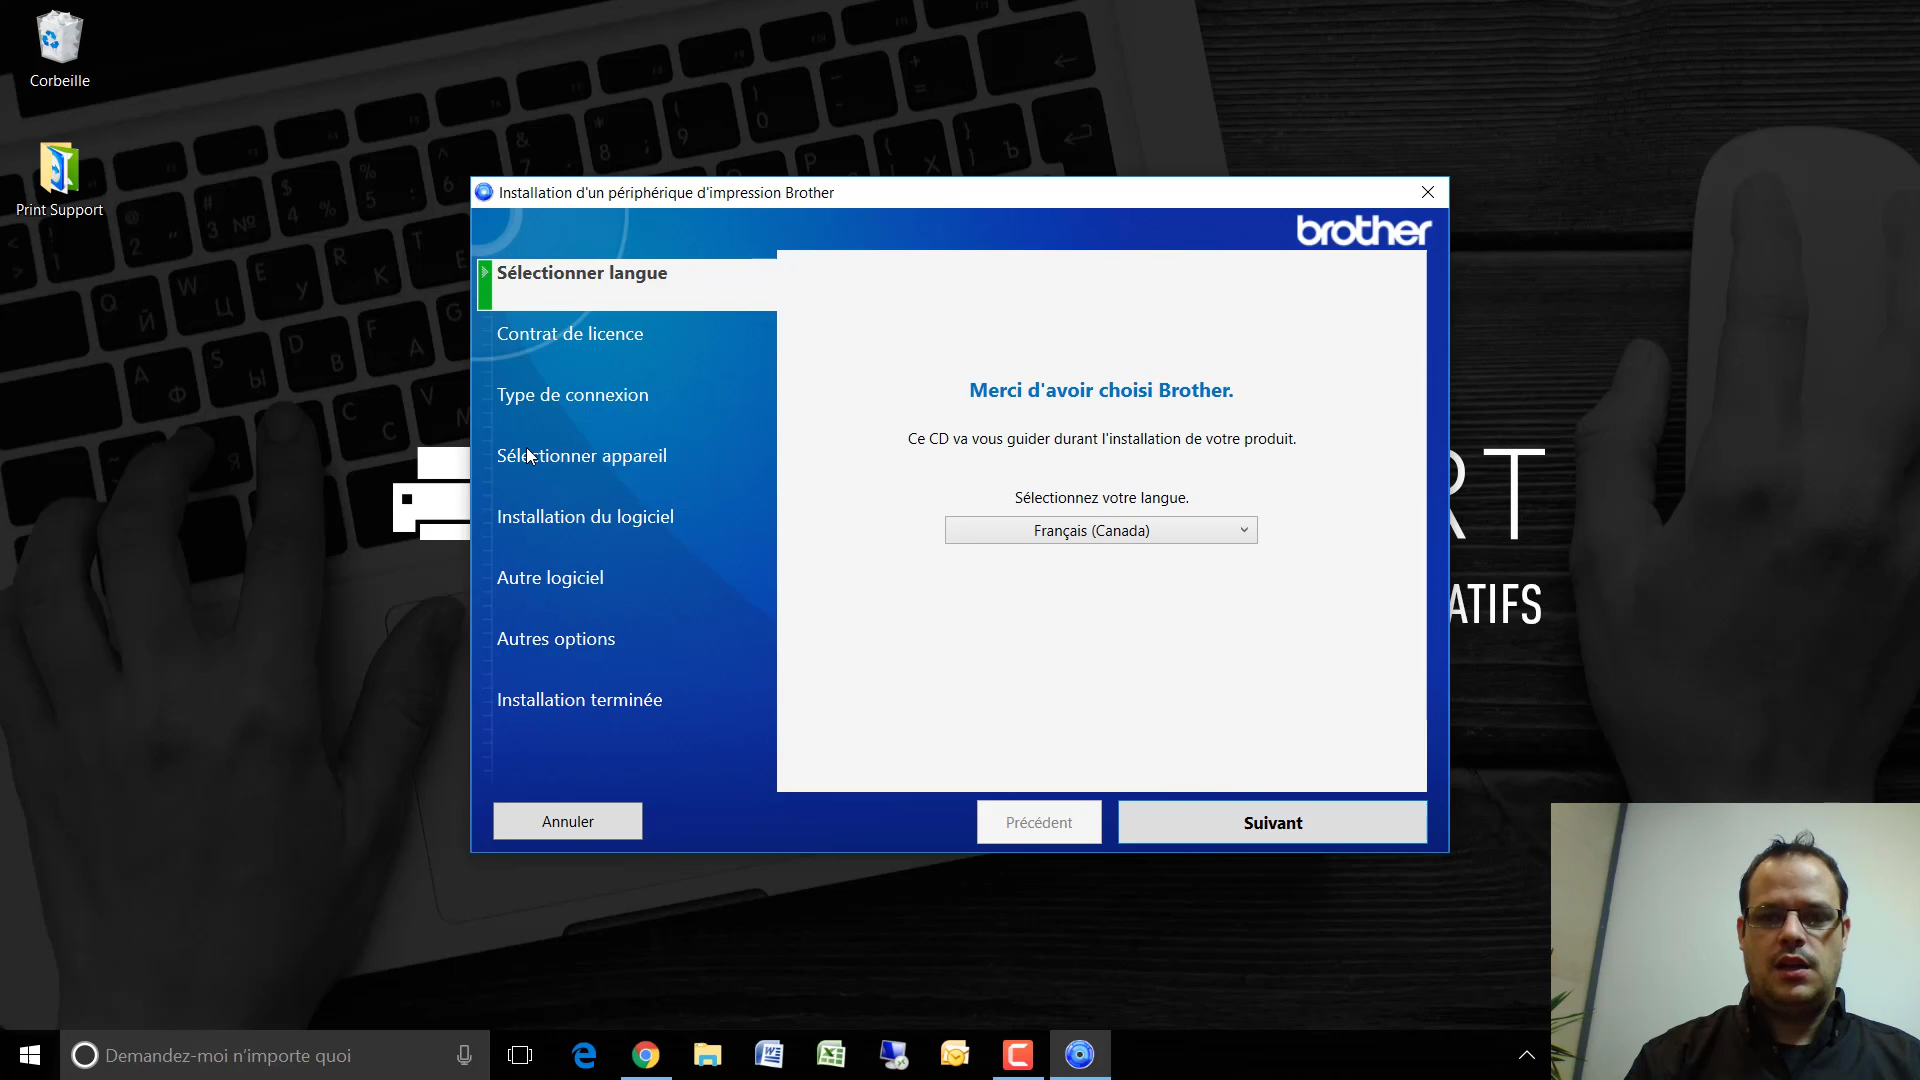 Corbeille
Print Support
Installation d'un périphérique d'impression Brother
brother
Sélectionner langue
Contrat de licence
Type de connexion
Sélectionner appareil
Installation du logiciel
Autre logiciel
Autres options
Installation terminée
Merci d'avoir choisi Brother.
Ce CD va vous guider durant l'installation de votre produit.
Sélectionnez votre langue.
Français (Canada)
Annuler
Précédent
Suivant
RT
ATIFS
Demandez-moi n'importe quoi